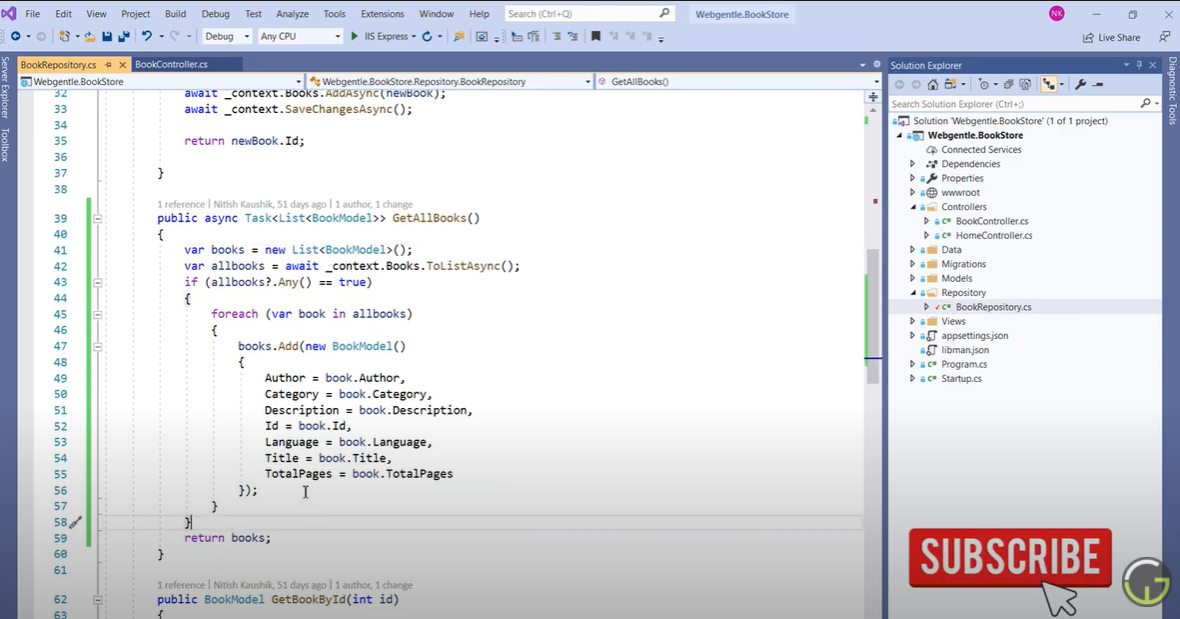 File Edit View Project Build Debug Test Analyze Tools Extensions Window Help Search (Ctrl+Q) Webgentle.BookStore NK
Debug Any CPU IIS Express Live Share
Server Explorer
Toolbox
BookRepository.cs BookController.cs
Webgentle.BookStore Webgentle.BookStore.Repository.BookRepository GetAllBooks()
32 await _context.Books.AddAsync(newBook);
33 await _context.SaveChangesAsync();
34
35 return newBook.Id;
36
37 }
38
1 reference | Nitish Kaushik, 51 days ago | 1 author, 1 change
39 public async Task<List<BookModel>> GetAllBooks()
40 {
41 var books = new List<BookModel>();
42 var allbooks = await _context.Books.ToListAsync();
43 if (allbooks?.Any() == true)
44 {
45 foreach (var book in allbooks)
46 {
47 books.Add(new BookModel()
48 {
49 Author = book.Author,
50 Category = book.Category,
51 Description = book.Description,
52 Id = book.Id,
53 Language = book.Language,
54 Title = book.Title,
55 TotalPages = book.TotalPages
56 });
57 }
58 }
59 return books;
60 }
61
1 reference | Nitish Kaushik, 51 days ago | 1 author, 1 change
62 public BookModel GetBookById(int id)
63 {
Solution Explorer
Search Solution Explorer (Ctrl+;)
Solution 'Webgentle.BookStore' (1 of 1 project)
Webgentle.BookStore
Connected Services
Dependencies
Properties
wwwroot
Controllers
C# BookController.cs
C# HomeController.cs
Data
Migrations
Models
Repository
C# BookRepository.cs
Views
appsettings.json
libman.json
C# Program.cs
C# Startup.cs
Diagnostic Tools
SUBSCRIBE